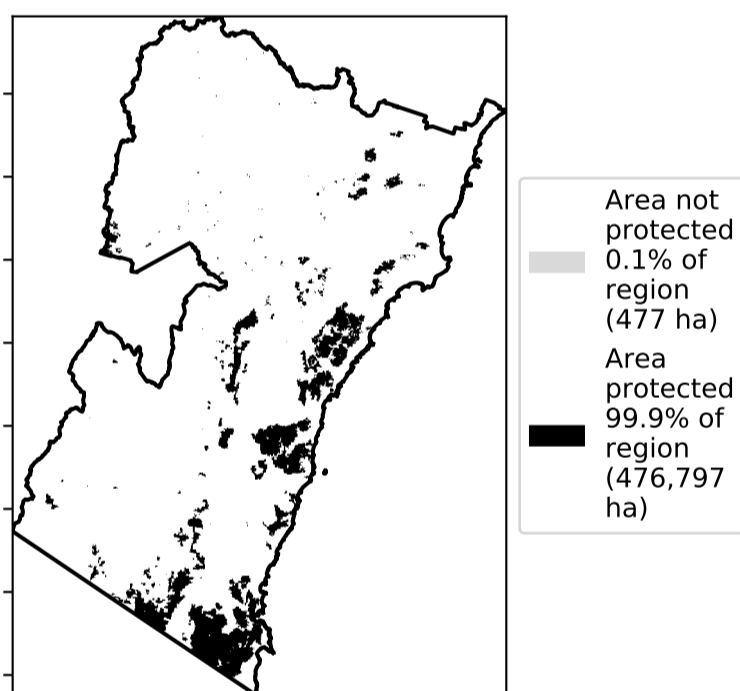 Area not
protected
0.1% of
region
(477 ha)
Area
protected
99.9% of
region
(476,797
ha)